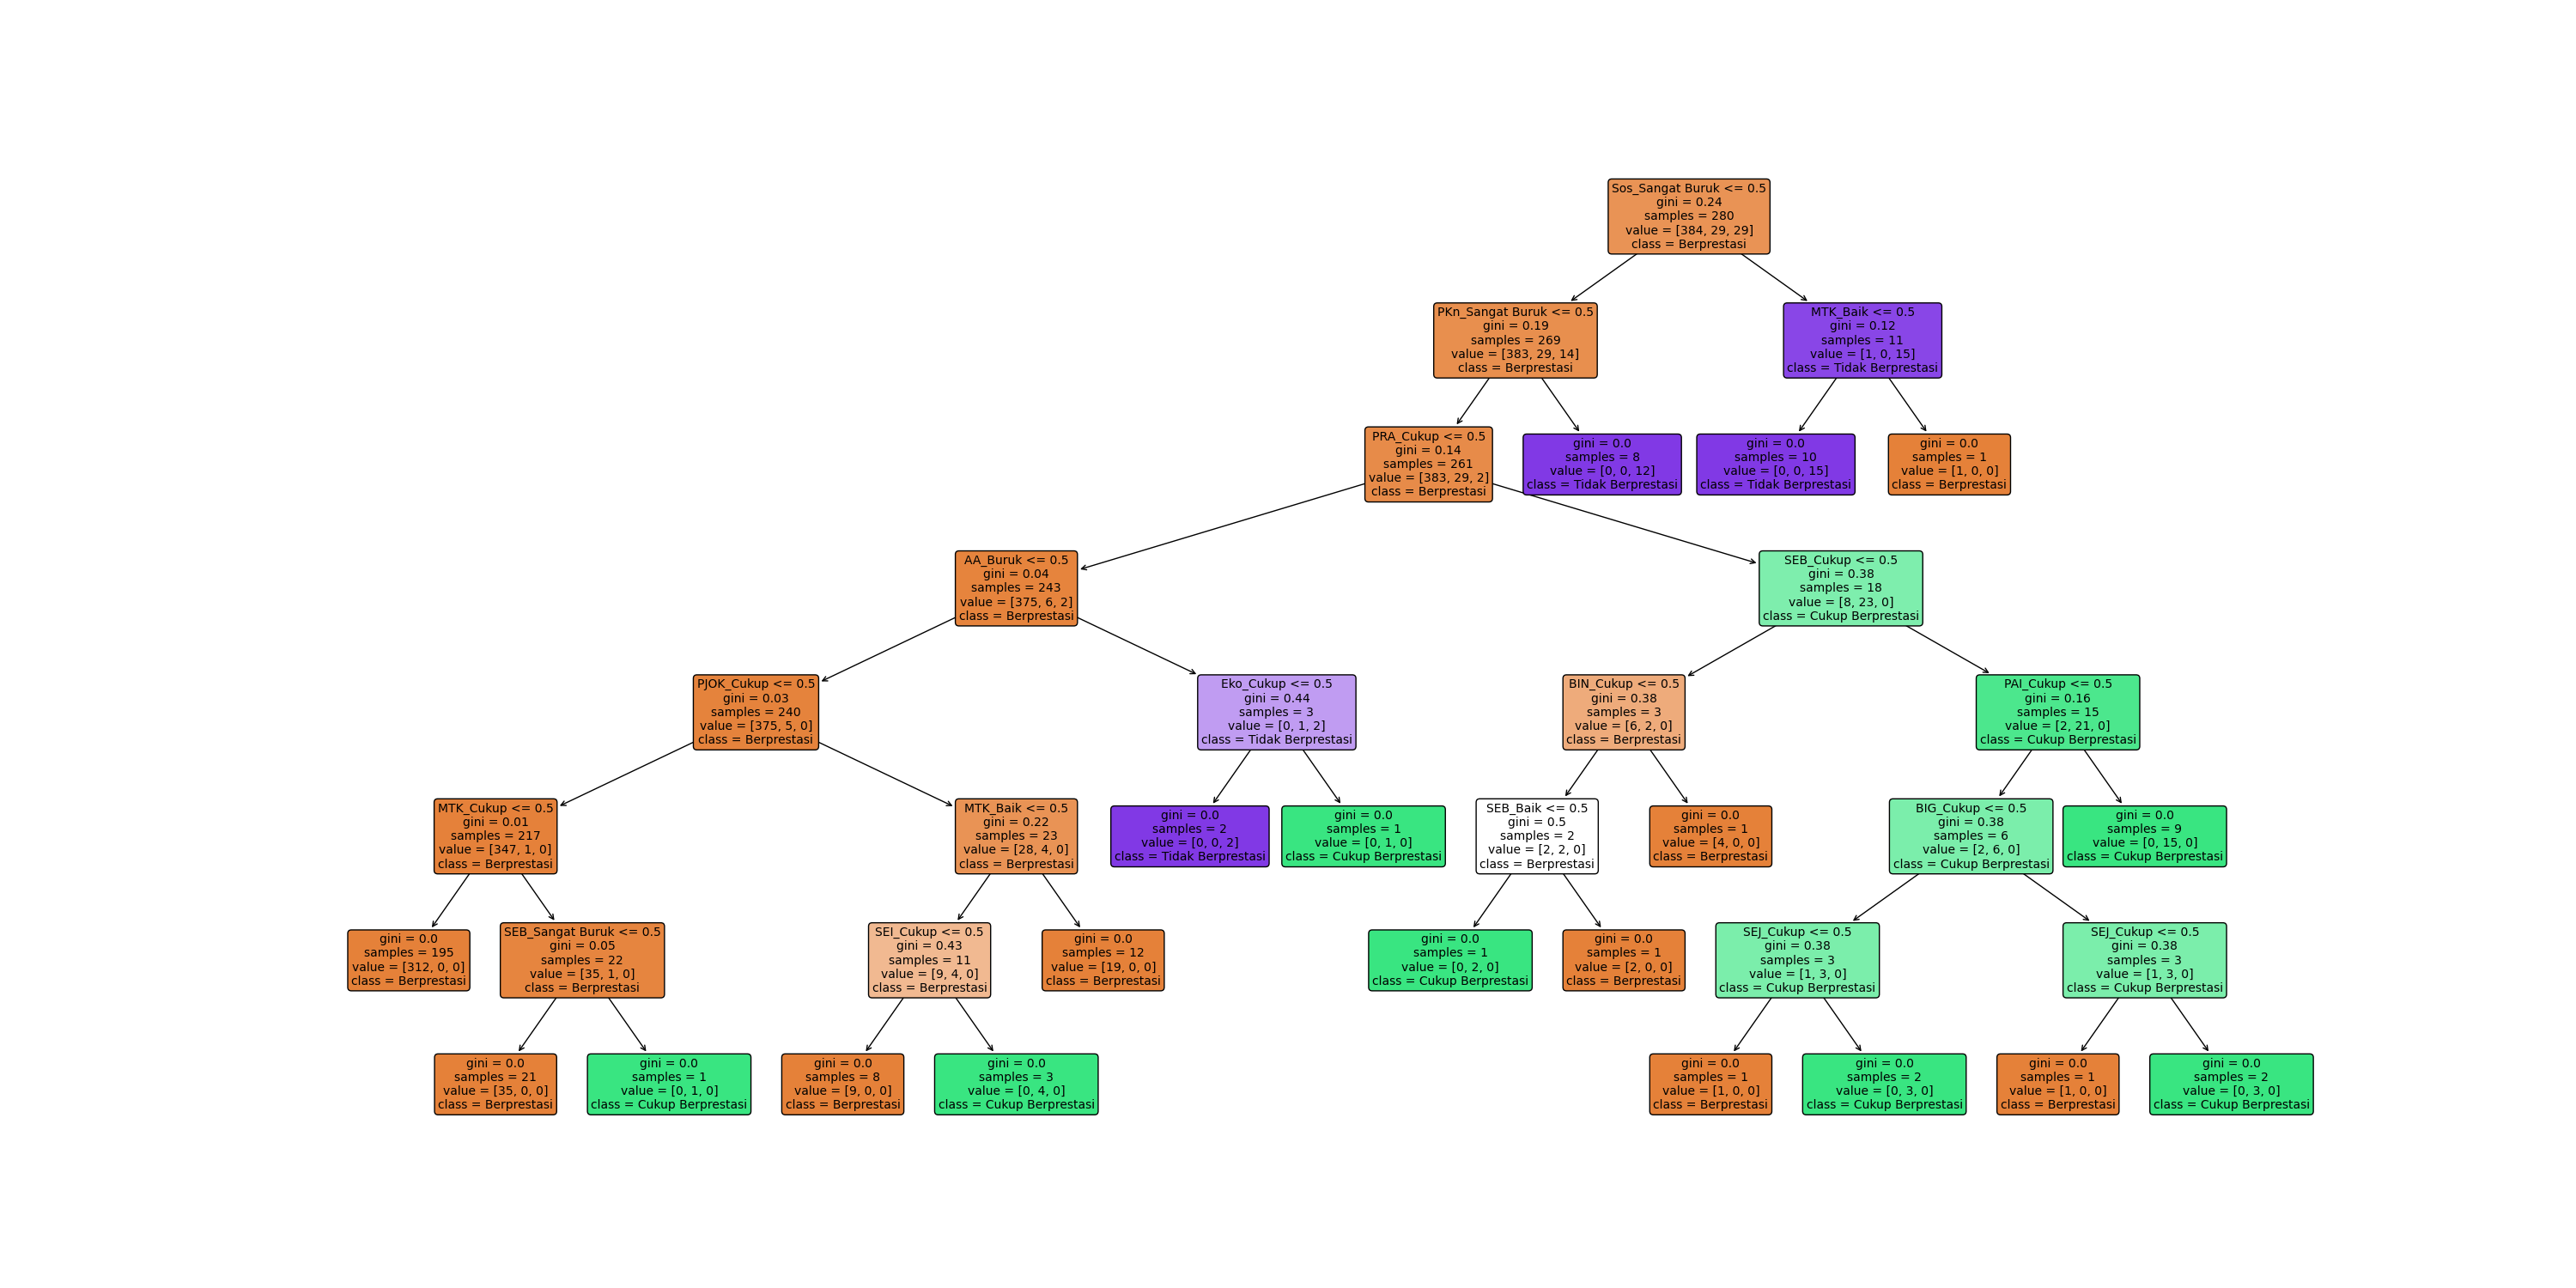 Sos_Sangat Buruk <= 0.5
gini = 0.24
samples = 280
value = [384, 29, 29]
class = Berprestasi
PKn_Sangat Buruk <= 0.5
gini = 0.19
samples = 269
value = [383, 29, 14]
class = Berprestasi
MTK_Baik <= 0.5
gini = 0.12
samples = 11
value = [1, 0, 15]
class = Tidak Berprestasi
PRA_Cukup <= 0.5
gini = 0.14
samples = 261
value = [383, 29, 2]
class = Berprestasi
gini = 0.0
samples = 8
value = [0, 0, 12]
class = Tidak Berprestasi
gini = 0.0
samples = 10
value = [0, 0, 15]
class = Tidak Berprestasi
gini = 0.0
samples = 1
value = [1, 0, 0]
class = Berprestasi
AA_Buruk <= 0.5
gini = 0.04
samples = 243
value = [375, 6, 2]
class = Berprestasi
SEB_Cukup <= 0.5
gini = 0.38
samples = 18
value = [8, 23, 0]
class = Cukup Berprestasi
PJOK_Cukup <= 0.5
gini = 0.03
samples = 240
value = [375, 5, 0]
class = Berprestasi
Eko_Cukup <= 0.5
gini = 0.44
samples = 3
value = [0, 1, 2]
class = Tidak Berprestasi
BIN_Cukup <= 0.5
gini = 0.38
samples = 3
value = [6, 2, 0]
class = Berprestasi
PAI_Cukup <= 0.5
gini = 0.16
samples = 15
value = [2, 21, 0]
class = Cukup Berprestasi
MTK_Cukup <= 0.5
gini = 0.01
samples = 217
value = [347, 1, 0]
class = Berprestasi
MTK_Baik <= 0.5
gini = 0.22
samples = 23
value = [28, 4, 0]
class = Berprestasi
gini = 0.0
samples = 2
value = [0, 0, 2]
class = Tidak Berprestasi
gini = 0.0
samples = 1
value = [0, 1, 0]
class = Cukup Berprestasi
SEB_Baik <= 0.5
gini = 0.5
samples = 2
value = [2, 2, 0]
class = Berprestasi
gini = 0.0
samples = 1
value = [4, 0, 0]
class = Berprestasi
BIG_Cukup <= 0.5
gini = 0.38
samples = 6
value = [2, 6, 0]
class = Cukup Berprestasi
gini = 0.0
samples = 9
value = [0, 15, 0]
class = Cukup Berprestasi
gini = 0.0
samples = 195
value = [312, 0, 0]
class = Berprestasi
SEB_Sangat Buruk <= 0.5
gini = 0.05
samples = 22
value = [35, 1, 0]
class = Berprestasi
SEI_Cukup <= 0.5
gini = 0.43
samples = 11
value = [9, 4, 0]
class = Berprestasi
gini = 0.0
samples = 12
value = [19, 0, 0]
class = Berprestasi
gini = 0.0
samples = 1
value = [0, 2, 0]
class = Cukup Berprestasi
gini = 0.0
samples = 1
value = [2, 0, 0]
class = Berprestasi
SEJ_Cukup <= 0.5
gini = 0.38
samples = 3
value = [1, 3, 0]
class = Cukup Berprestasi
SEJ_Cukup <= 0.5
gini = 0.38
samples = 3
value = [1, 3, 0]
class = Cukup Berprestasi
gini = 0.0
samples = 21
value = [35, 0, 0]
class = Berprestasi
gini = 0.0
samples = 1
value = [0, 1, 0]
class = Cukup Berprestasi
gini = 0.0
samples = 8
value = [9, 0, 0]
class = Berprestasi
gini = 0.0
samples = 3
value = [0, 4, 0]
class = Cukup Berprestasi
gini = 0.0
samples = 1
value = [1, 0, 0]
class = Berprestasi
gini = 0.0
samples = 2
value = [0, 3, 0]
class = Cukup Berprestasi
gini = 0.0
samples = 1
value = [1, 0, 0]
class = Berprestasi
gini = 0.0
samples = 2
value = [0, 3, 0]
class = Cukup Berprestasi